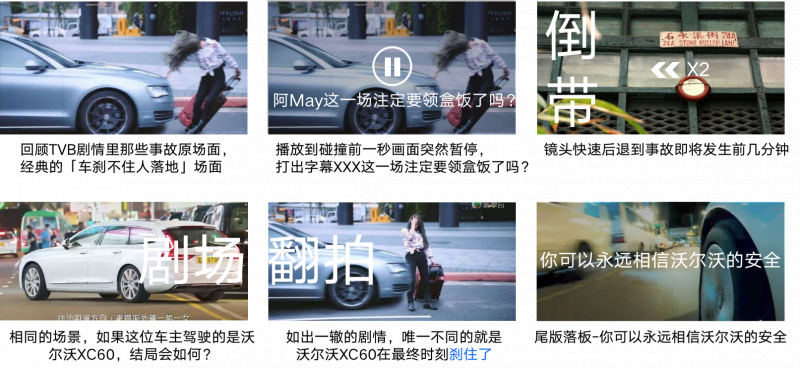 阿May这一场注定要领盒饭了吗?
倒
带
石水渠街 74A
74A STONE NULLAH LANE
X2
回顾TVB剧情里那些事故原场面，
经典的「车刹不住人落地」场面
播放到碰撞前一秒画面突然暂停，
打出字幕XXX这一场注定要领盒饭了吗?
镜头快速后退到事故即将发生前几分钟
剧场 翻拍
你可以永远相信沃尔沃的安全
相同的场景，如果这位车主驾驶的是沃
尔沃XC60，结局会如何？
如出一辙的剧情，唯一不同的就是
沃尔沃XC60在最终时刻刹住了
尾版落板-你可以永远相信沃尔沃的安全